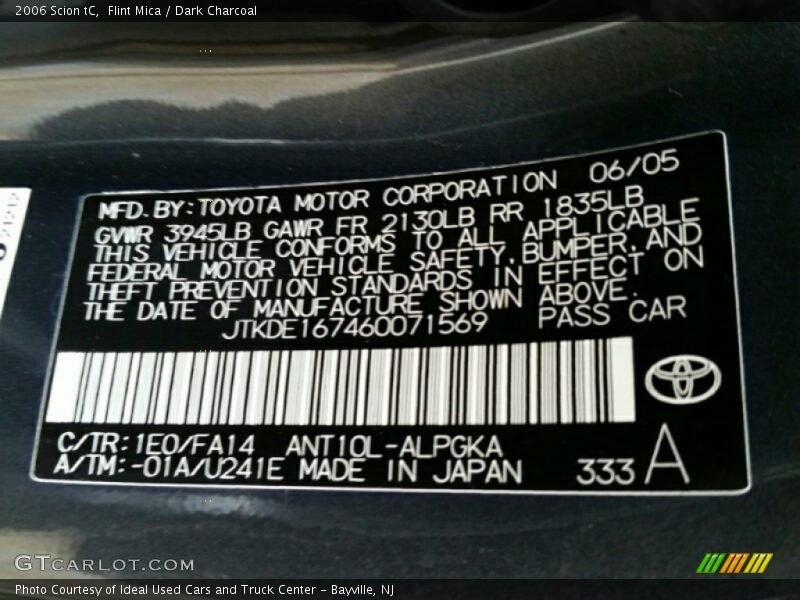 2006 Scion tC,  Flint Mica / Dark Charcoal
MFD. BY: TOYOTA MOTOR CORPORATION 06/05
GVWR 3945LB GAWR FR 2130LB RR 1835LB
THIS VEHICLE CONFORMS TO ALL APPLICABLE
FEDERAL MOTOR VEHICLE SAFETY, BUMPER, AND
THEFT PREVENTION STANDARDS IN EFFECT ON
THE DATE OF MANUFACTURE SHOWN ABOVE.
JTKDE167460071569 PASS CAR
C/TR: 1E0/FA14 ANT10L-ALPGKA
A/TM: -01A/U241E MADE IN JAPAN 333 A
GTCARLOT.COM
Photo Courtesy of Ideal Used Cars and Truck Center - Bayville, NJ